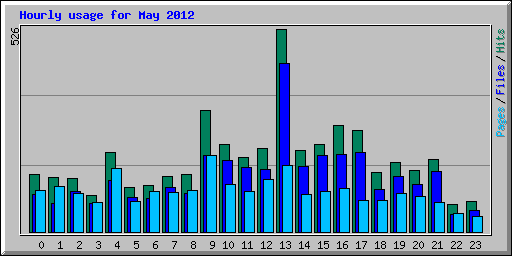 Hourly usage for May 2012
526
Pages / Files / Hits
0 1 2 3 4 5 6 7 8 9 10 11 12 13 14 15 16 17 18 19 20 21 22 23